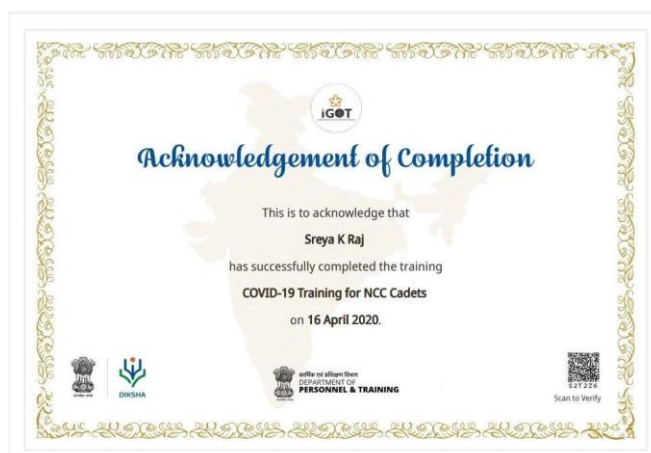 iGOT
Acknowledgement of Completion
This is to acknowledge that
Sreya K Raj
has successfully completed the training
COVID-19 Training for NCC Cadets
on 16 April 2020.
DIKSHA
कार्मिक एवं प्रशिक्षण विभाग
DEPARTMENT OF
PERSONNEL & TRAINING
S2T2Z6
Scan to Verify